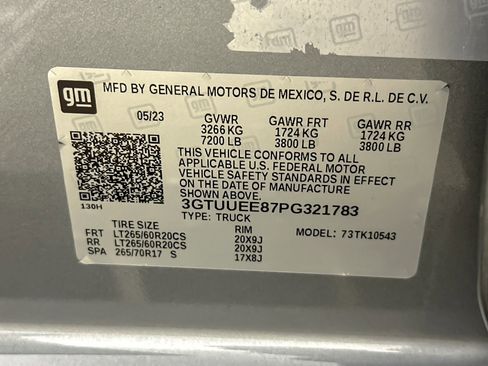 gm
MFD BY GENERAL MOTORS DE MEXICO, S. DE R.L. DE C.V.
05/23 GVWR GAWR FRT GAWR RR
3266 KG 1724 KG 1724 KG
7200 LB 3800 LB 3800 LB
THIS VEHICLE CONFORMS TO ALL
APPLICABLE U.S. FEDERAL MOTOR
VEHICLE SAFETY STANDARDS IN
EFFECT ON THE DATE OF MANUFACTURE
SHOWN ABOVE.
130H 3GTUUEE87PG321783
TYPE: TRUCK
TIRE SIZE RIM MODEL: 73TK10543
FRT LT265/60R20CS 20X9J
RR LT265/60R20CS 20X9J
SPA 265/70R17 S 17X8J